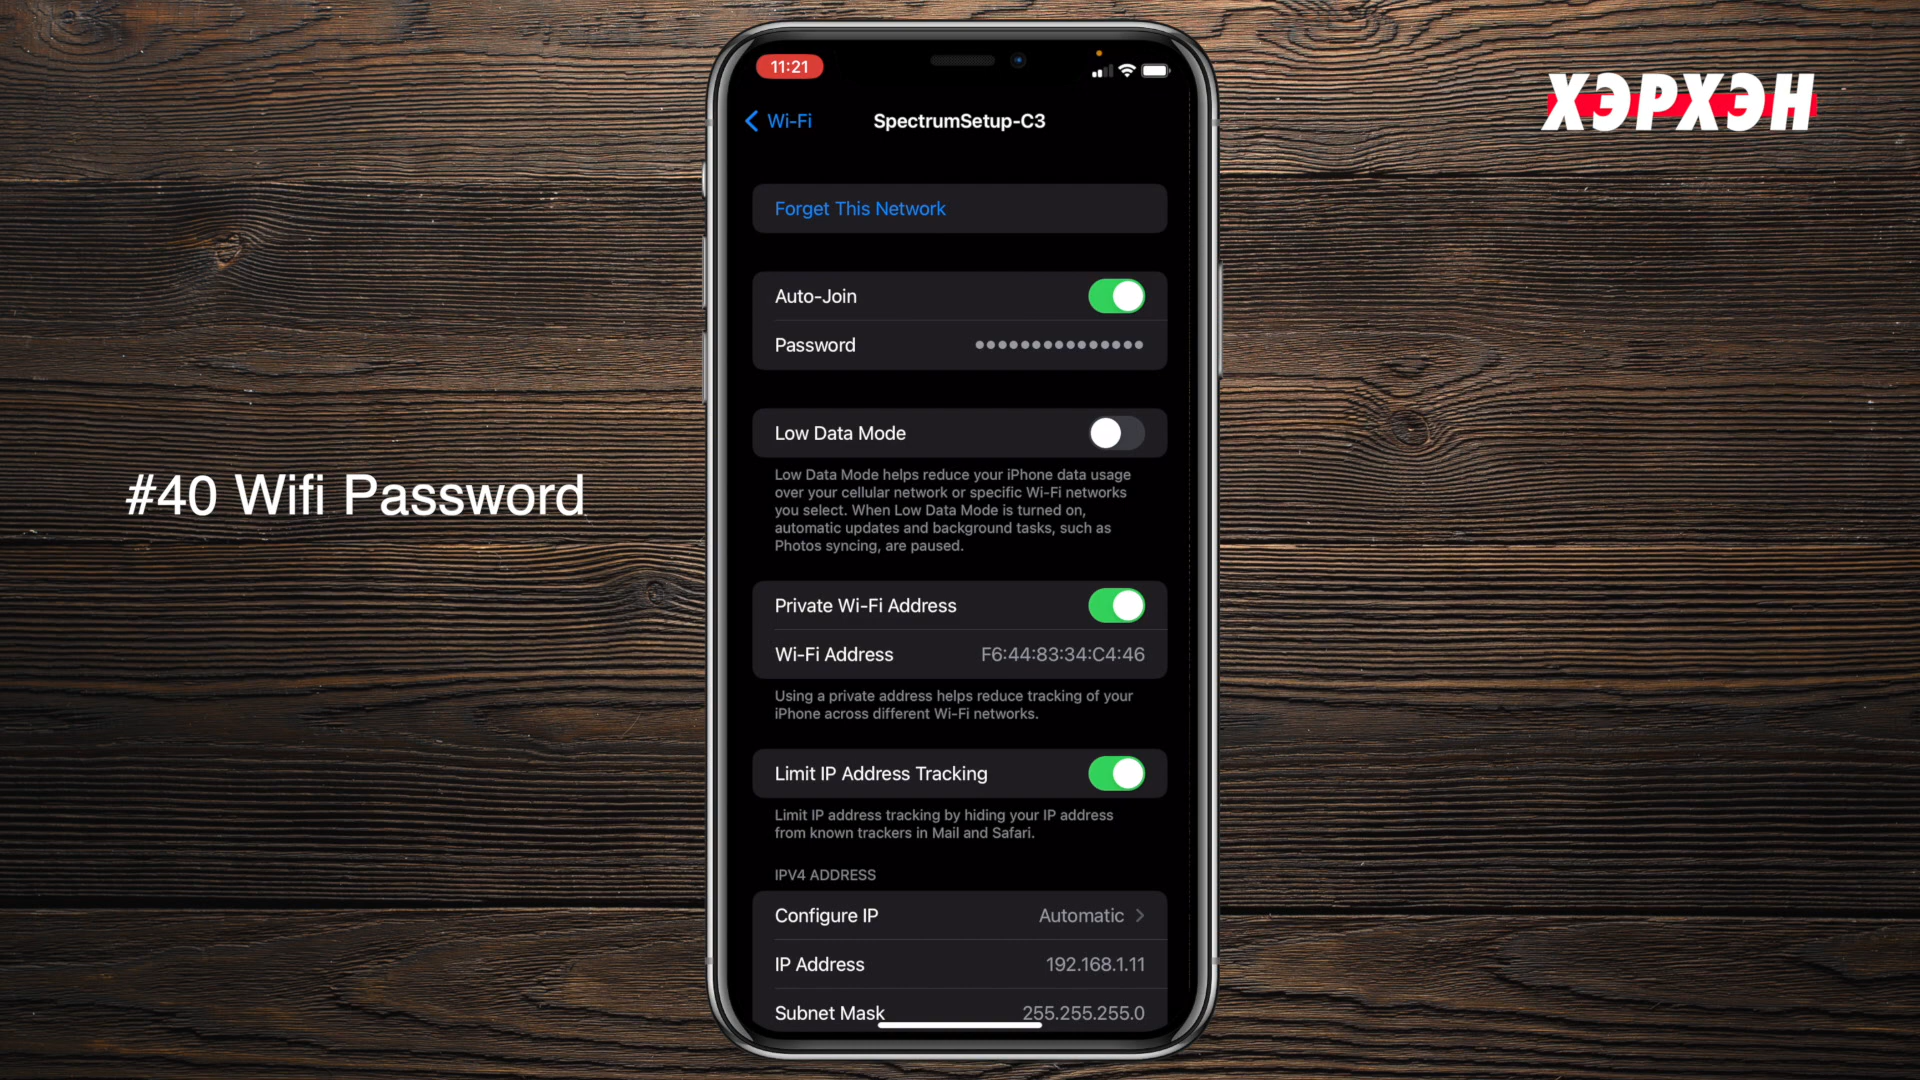 11:21
ХЭРХЭН
Wi-Fi
SpectrumSetup-C3
Forget This Network
Auto-Join
Password ●●●●●●●●●●●●●●●
#40 Wifi Password
Low Data Mode
Low Data Mode helps reduce your iPhone data usage
over your cellular network or specific Wi-Fi networks
you select. When Low Data Mode is turned on,
automatic updates and background tasks, such as
Photos syncing, are paused.
Private Wi-Fi Address
Wi-Fi Address F6:44:83:34:C4:46
Using a private address helps reduce tracking of your
iPhone across different Wi-Fi networks.
Limit IP Address Tracking
Limit IP address tracking by hiding your IP address
from known trackers in Mail and Safari.
IPV4 ADDRESS
Configure IP Automatic
IP Address 192.168.1.11
Subnet Mask 255.255.255.0